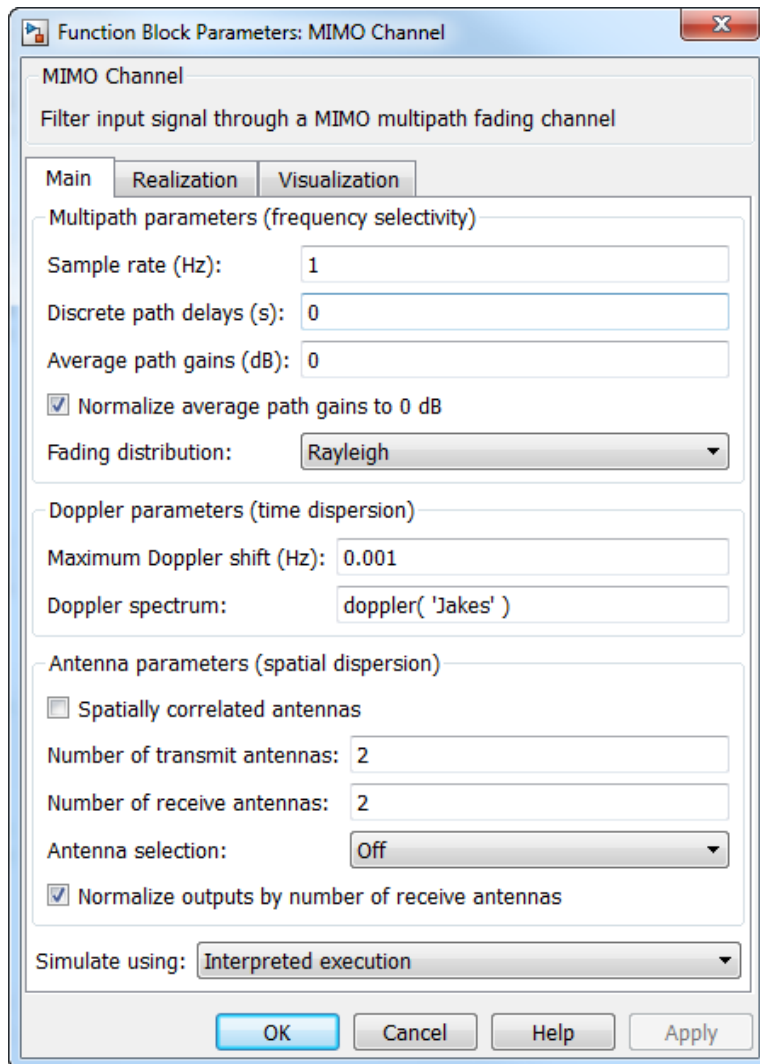 Function Block Parameters: MIMO Channel
MIMO Channel
Filter input signal through a MIMO multipath fading channel
Main Realization Visualization
Multipath parameters (frequency selectivity)
Sample rate (Hz): 1
Discrete path delays (s): 0
Average path gains (dB): 0
Normalize average path gains to 0 dB
Fading distribution: Rayleigh
Doppler parameters (time dispersion)
Maximum Doppler shift (Hz): 0.001
Doppler spectrum: doppler( 'Jakes' )
Antenna parameters (spatial dispersion)
Spatially correlated antennas
Number of transmit antennas: 2
Number of receive antennas: 2
Antenna selection: Off
Normalize outputs by number of receive antennas
Simulate using: Interpreted execution
OK Cancel Help Apply